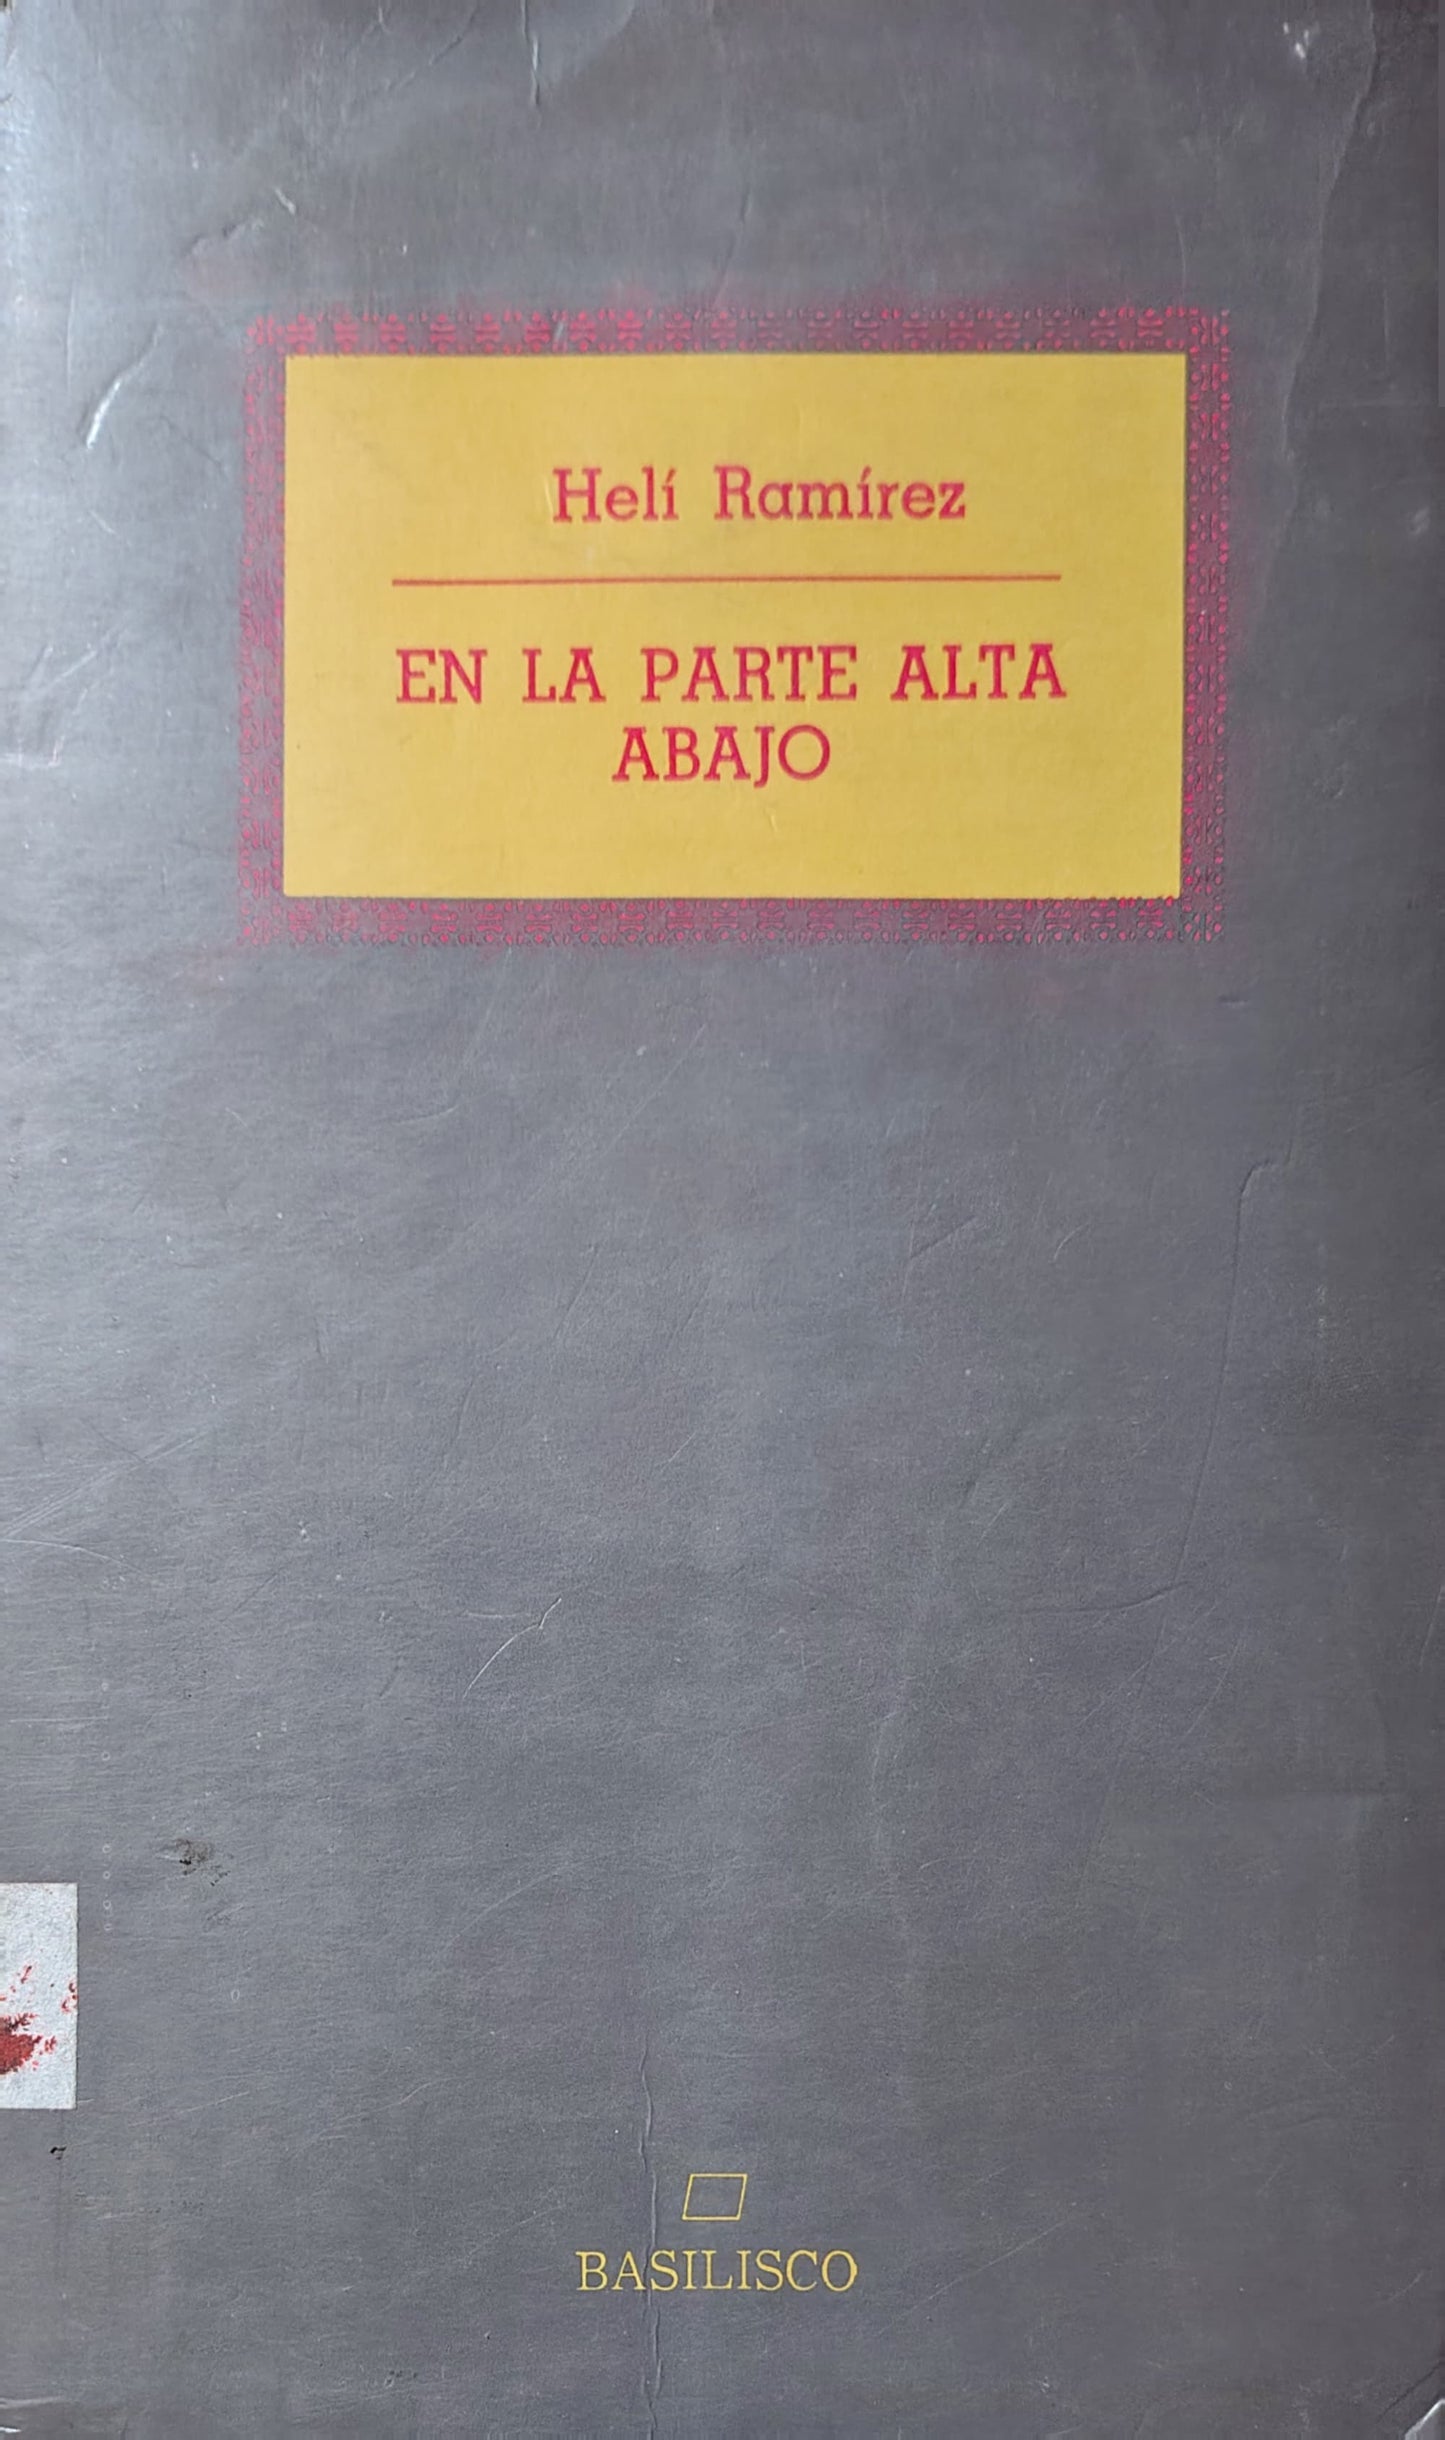 Helí Ramírez
EN LA PARTE ALTA
ABAJO
BASILISCO